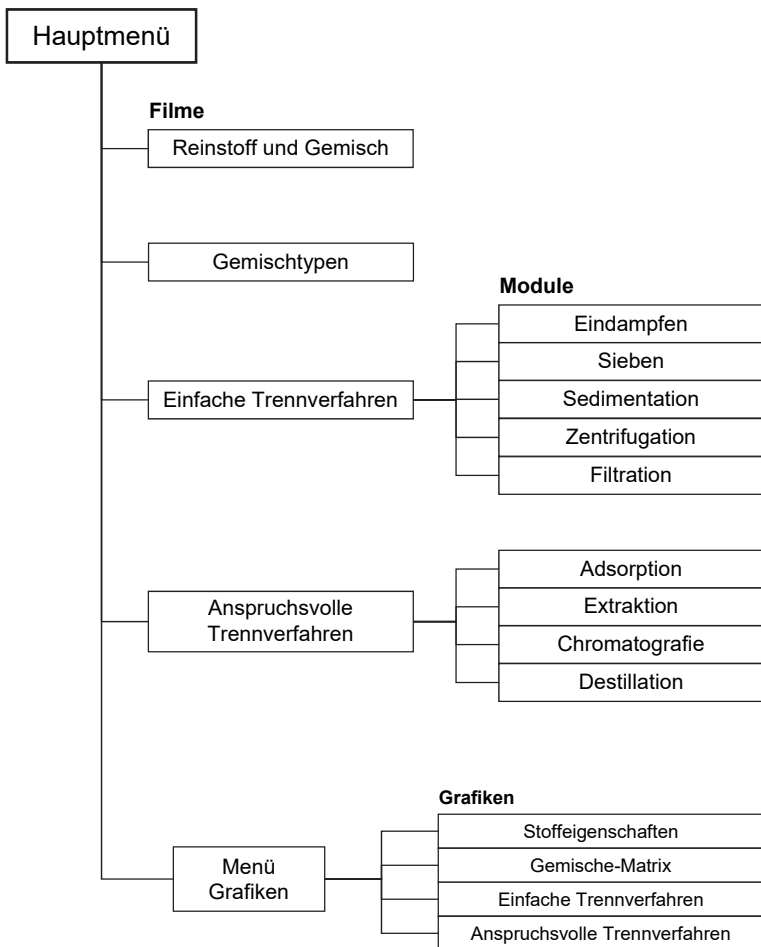 Hauptmenü
Filme
Reinstoff und Gemisch
Gemischtypen
Module
Eindampfen
Sieben
Einfache Trennverfahren
Sedimentation
Zentrifugation
Filtration
Adsorption
Anspruchsvolle
Trennverfahren
Extraktion
Chromatografie
Destillation
Grafiken
Stoffeigenschaften
Menü
Grafiken
Gemische-Matrix
Einfache Trennverfahren
Anspruchsvolle Trennverfahren